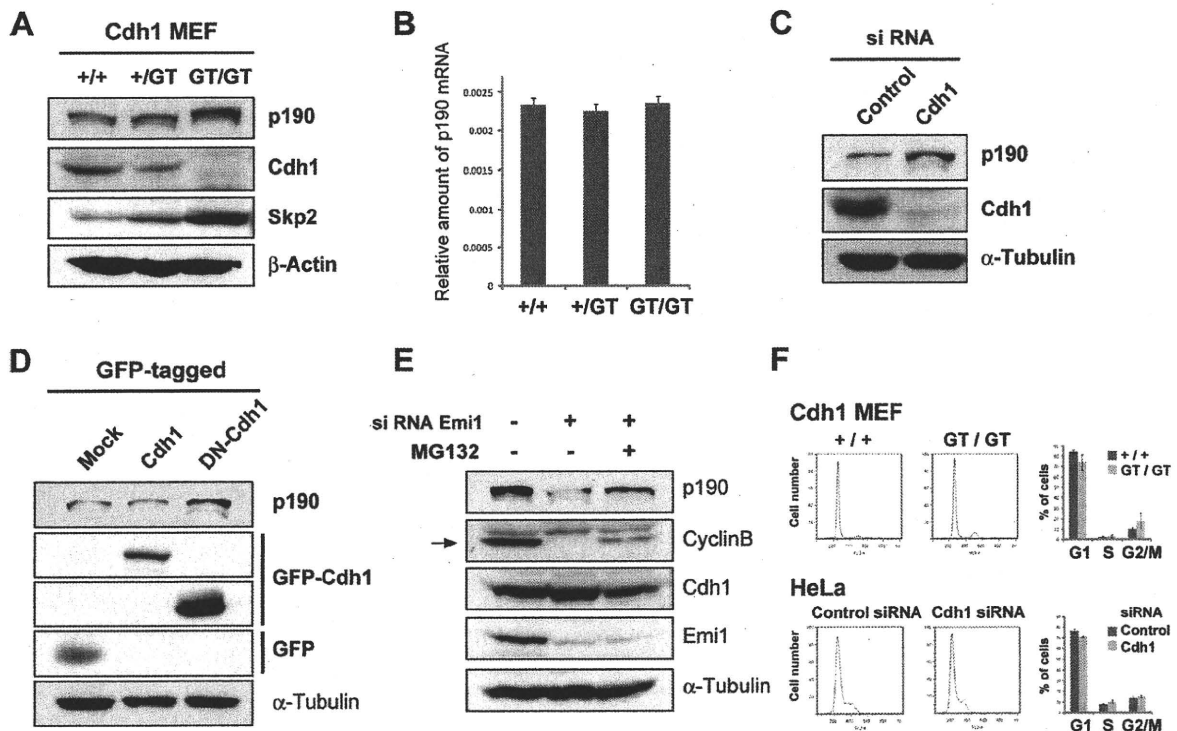 A
Cdh1 MEF
+/+ +/GT GT/GT
p190
Cdh1
Skp2
β-Actin
B
Relative amount of p190 mRNA
0.0025
0.002
0.0015
0.001
0.0005
0
+/+ +/GT GT/GT
C
si RNA
Control Cdh1
p190
Cdh1
α-Tubulin
D
GFP-tagged
Mock Cdh1 DN-Cdh1
p190
GFP-Cdh1
GFP
α-Tubulin
E
si RNA Emi1 - + +
MG132 - - +
p190
CyclinB
Cdh1
Emi1
α-Tubulin
F
Cdh1 MEF
+ / + GT / GT
Cell number
% of cells
+ / +
GT / GT
G1 S G2/M
HeLa
Control siRNA Cdh1 siRNA
Cell number
% of cells
siRNA
Control
Cdh1
G1 S G2/M